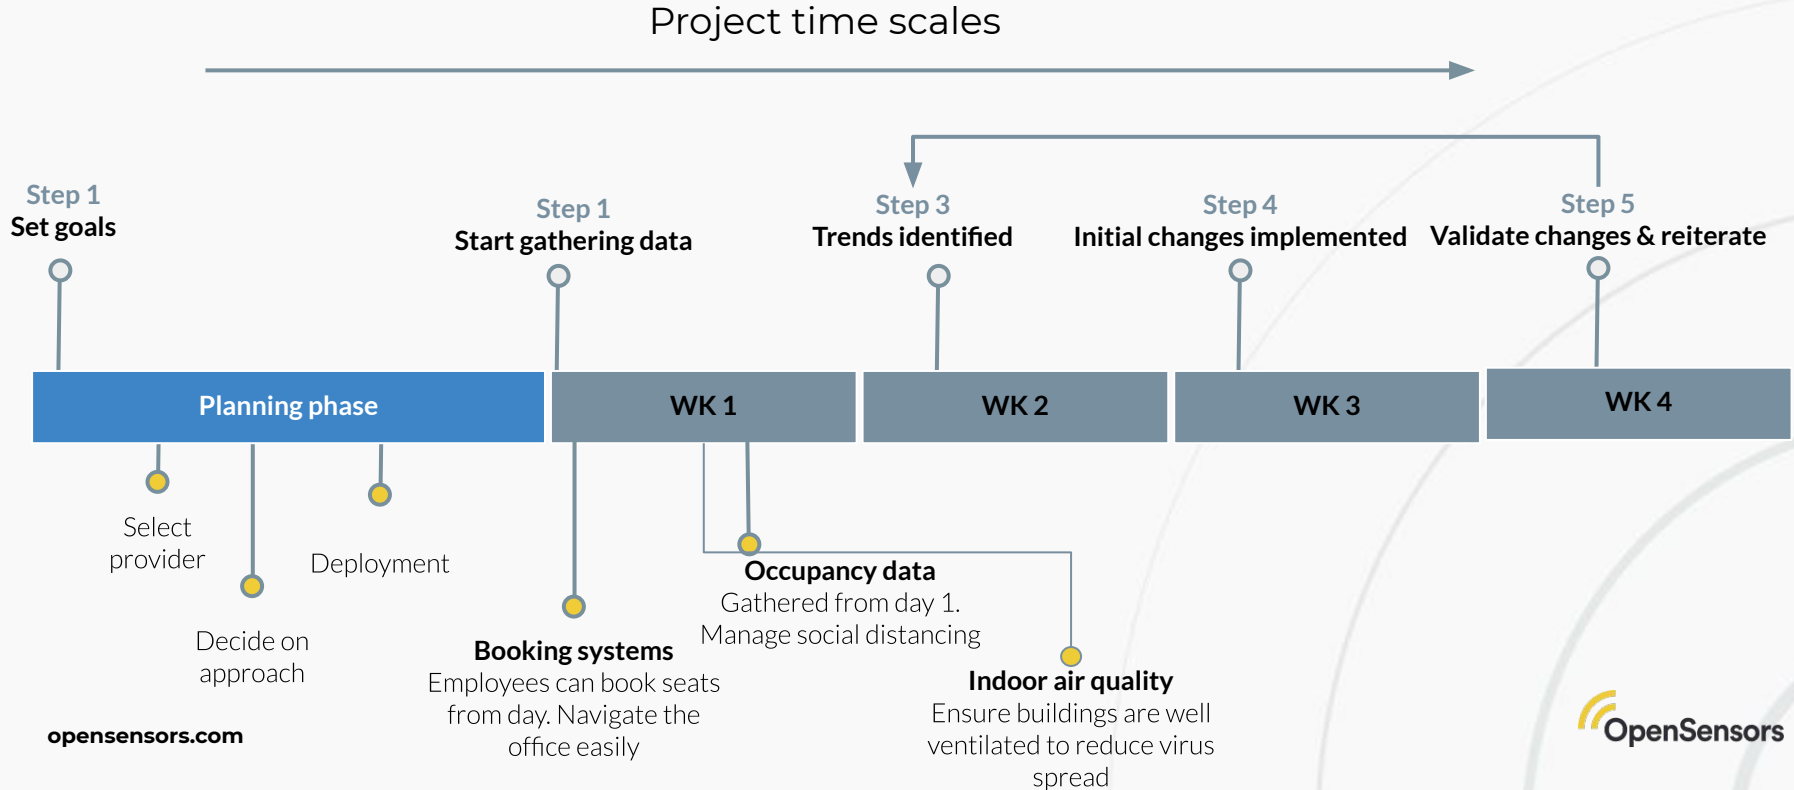 Project time scales
Step 1
Set goals
Step 1
Start gathering data
Step 3
Trends identified
Step 4
Initial changes implemented
Step 5
Validate changes & reiterate
Planning phase
WK 1
WK 2
WK 3
WK 4
Select
provider
Decide on
approach
Deployment
Booking systems
Employees can book seats
from day. Navigate the
office easily
Occupancy data
Gathered from day 1.
Manage social distancing
Indoor air quality
Ensure buildings are well
ventilated to reduce virus
spread
opensensors.com
OpenSensors